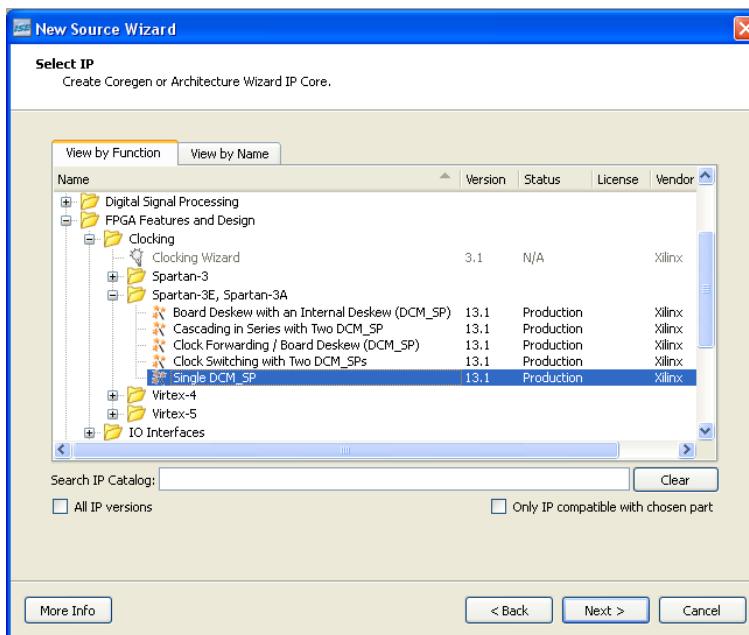 ISE New Source Wizard
Select IP
Create Coregen or Architecture Wizard IP Core.
View by Function View by Name
Name Version Status License Vendor
Digital Signal Processing
FPGA Features and Design
Clocking
Clocking Wizard 3.1 N/A Xilinx
Spartan-3
Spartan-3E, Spartan-3A
Board Deskew with an Internal Deskew (DCM_SP) 13.1 Production Xilinx
Cascading in Series with Two DCM_SP 13.1 Production Xilinx
Clock Forwarding / Board Deskew (DCM_SP) 13.1 Production Xilinx
Clock Switching with Two DCM_SPs 13.1 Production Xilinx
Single DCM_SP 13.1 Production Xilinx
Virtex-4
Virtex-5
IO Interfaces
Search IP Catalog: Clear
All IP versions Only IP compatible with chosen part
More Info < Back Next > Cancel